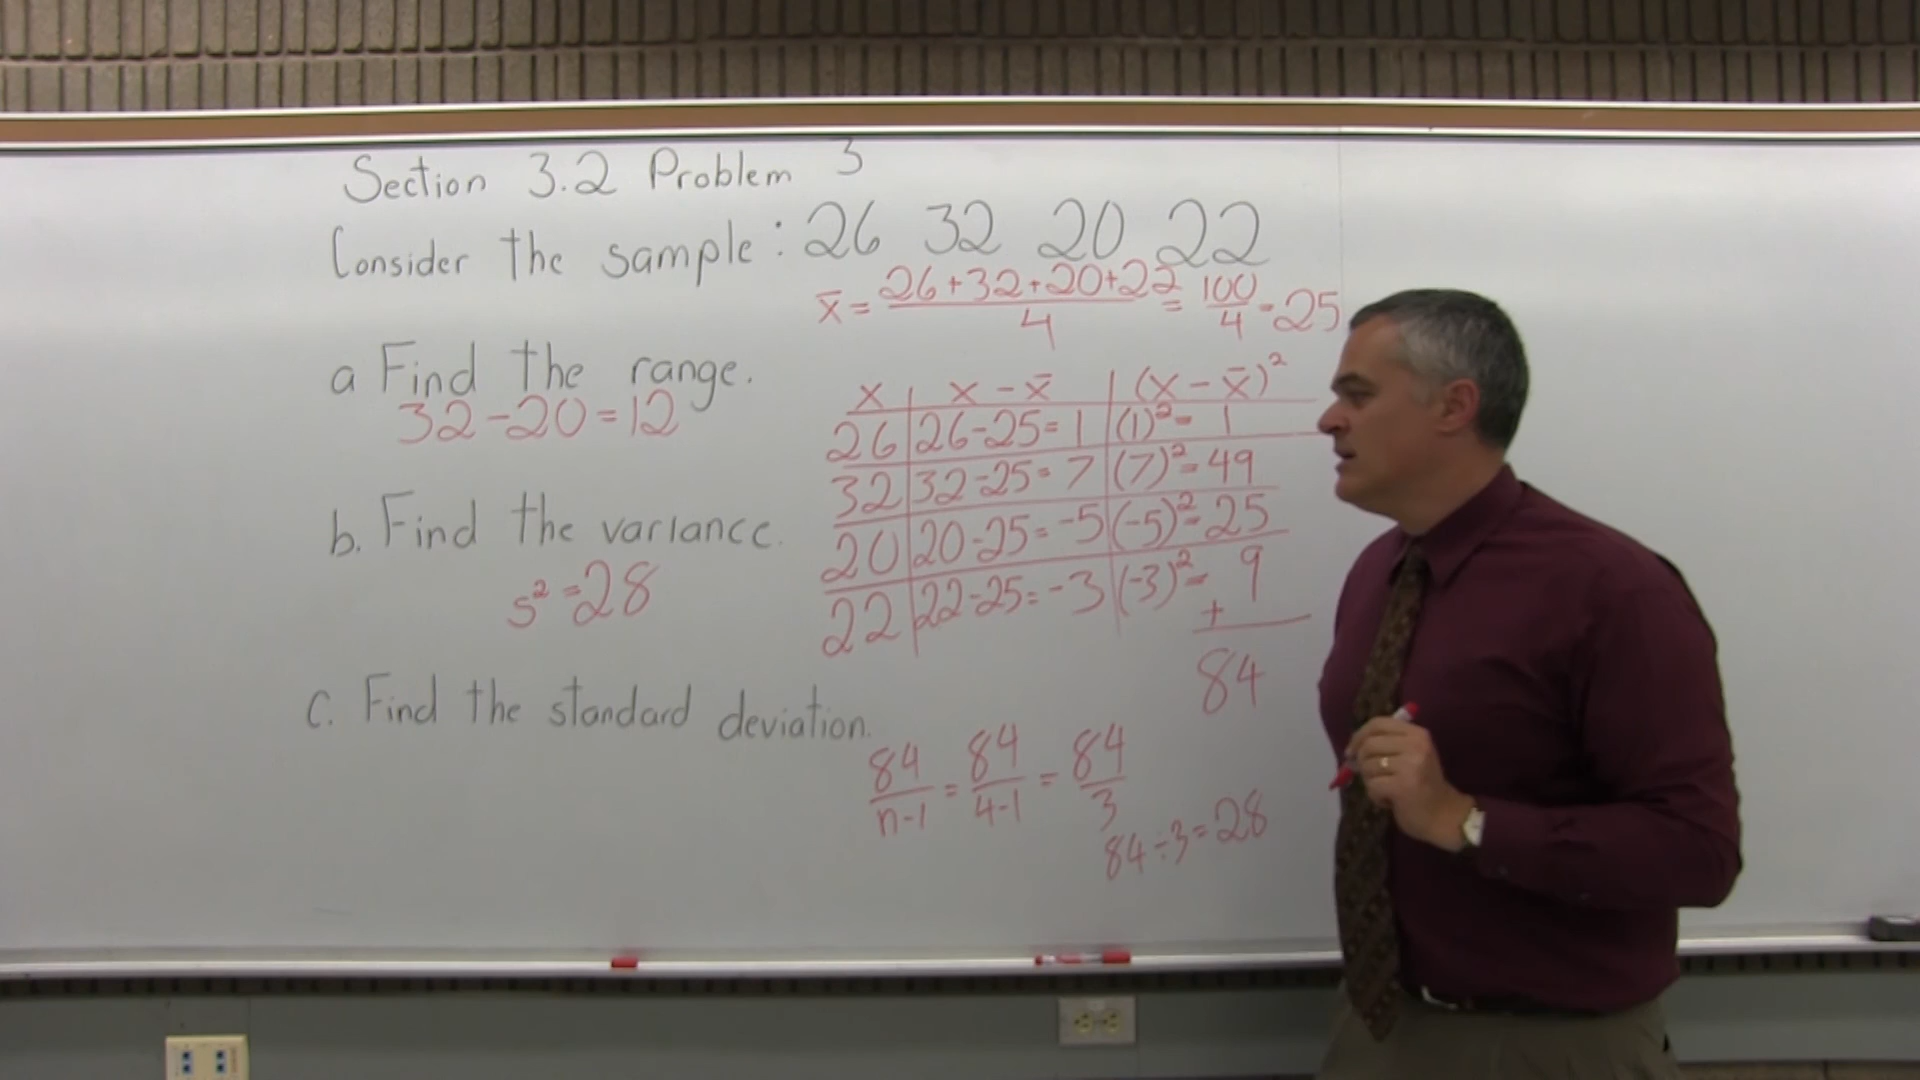 Section 3.2 Problem 3
Consider the sample: 26 32 20 22
x̄ = 26+32+20+22/4 = 100/4 = 25
a Find the range.
32-20=12
b. Find the variance.
s² = 28
c. Find the standard deviation.
x | x - x̄ | (x - x̄)²
26 | 26-25=1 | (1)² = 1
32 | 32-25=7 | (7)² = 49
20 | 20-25=-5 | (-5)² = 25
22 | 22-25=-3 | (-3)² = 9
+
84
84/n-1 = 84/4-1 = 84/3
84÷3=28